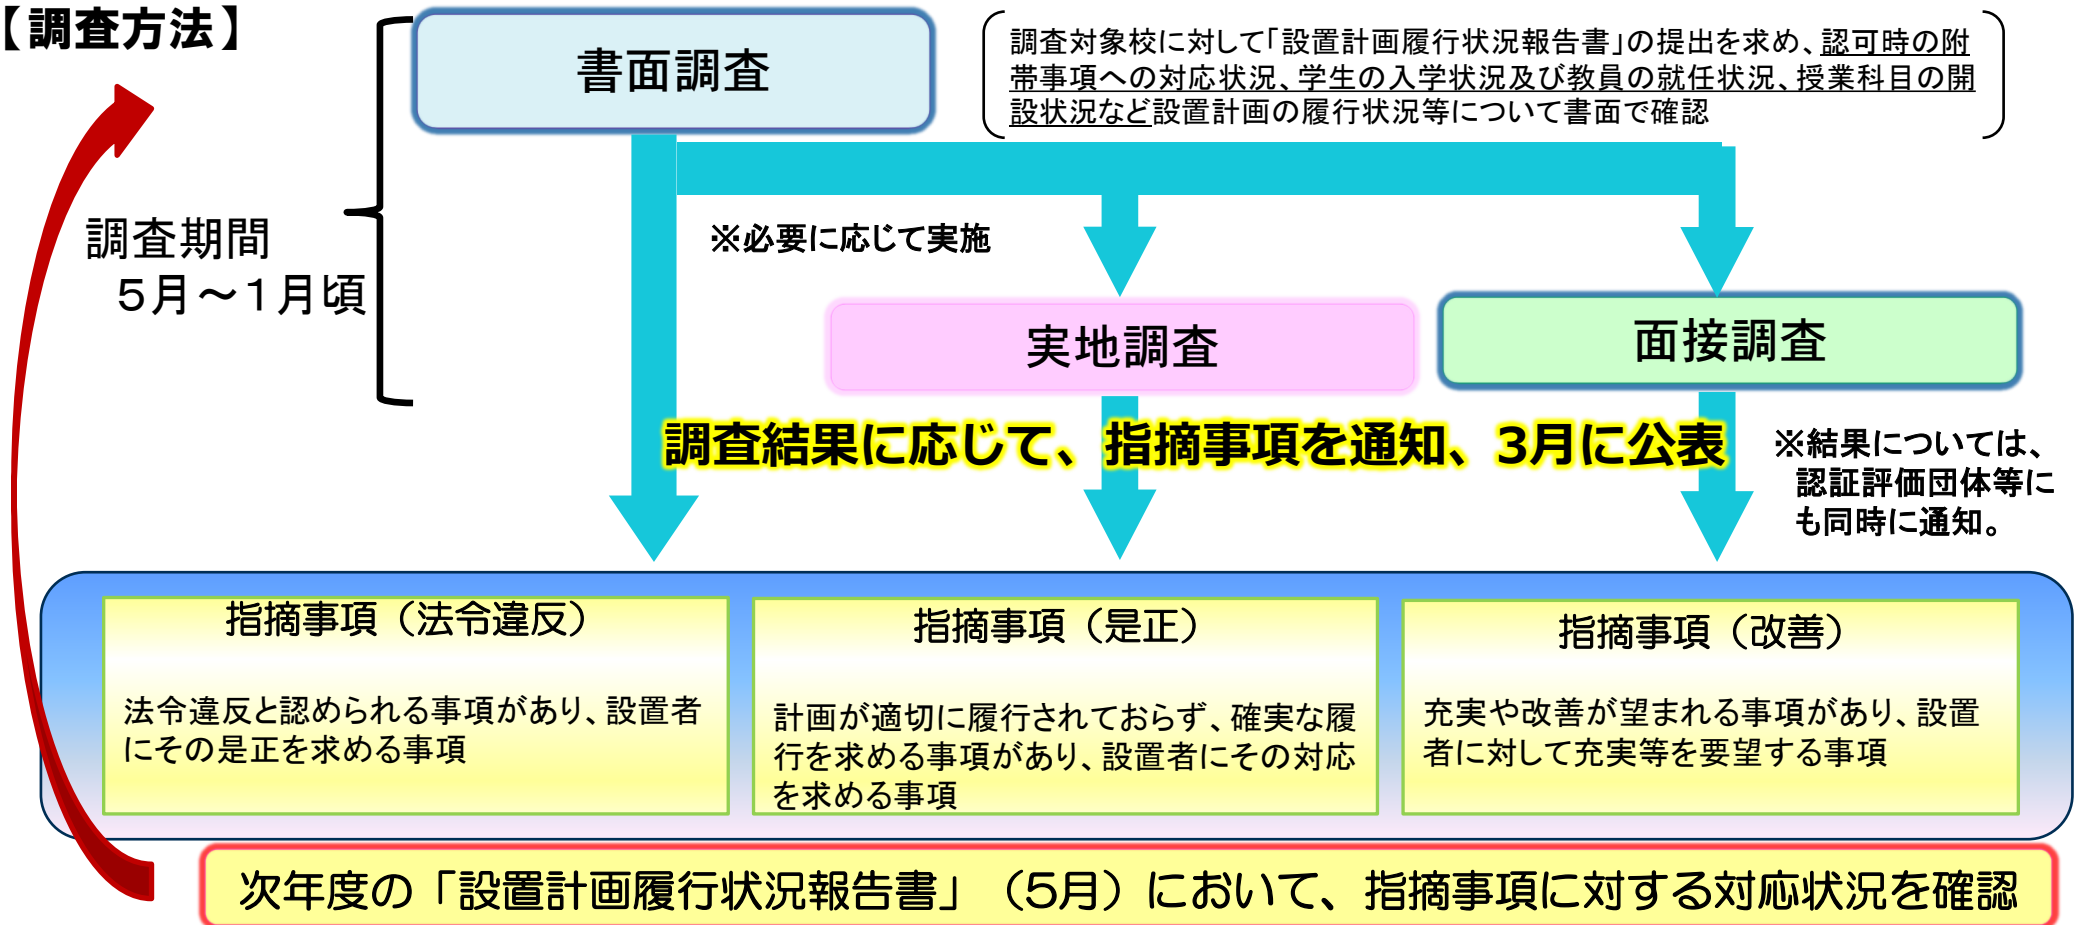 【調査方法】
書面調査
調査対象校に対して「設置計画履行状況報告書」の提出を求め、認可時の附
帯事項への対応状況、学生の入学状況及び教員の就任状況、授業科目の開
設状況など設置計画の履行状況等について書面で確認
調査期間
５月～１月頃
※必要に応じて実施
実地調査
面接調査
調査結果に応じて、指摘事項を通知、3月に公表
※結果については、
認証評価団体等に
も同時に通知。
指摘事項（法令違反）
法令違反と認められる事項があり、設置者
にその是正を求める事項
指摘事項（是正）
計画が適切に履行されておらず、確実な履
行を求める事項があり、設置者にその対応
を求める事項
指摘事項（改善）
充実や改善が望まれる事項があり、設置
者に対して充実等を要望する事項
次年度の「設置計画履行状況報告書」（5月）において、指摘事項に対する対応状況を確認